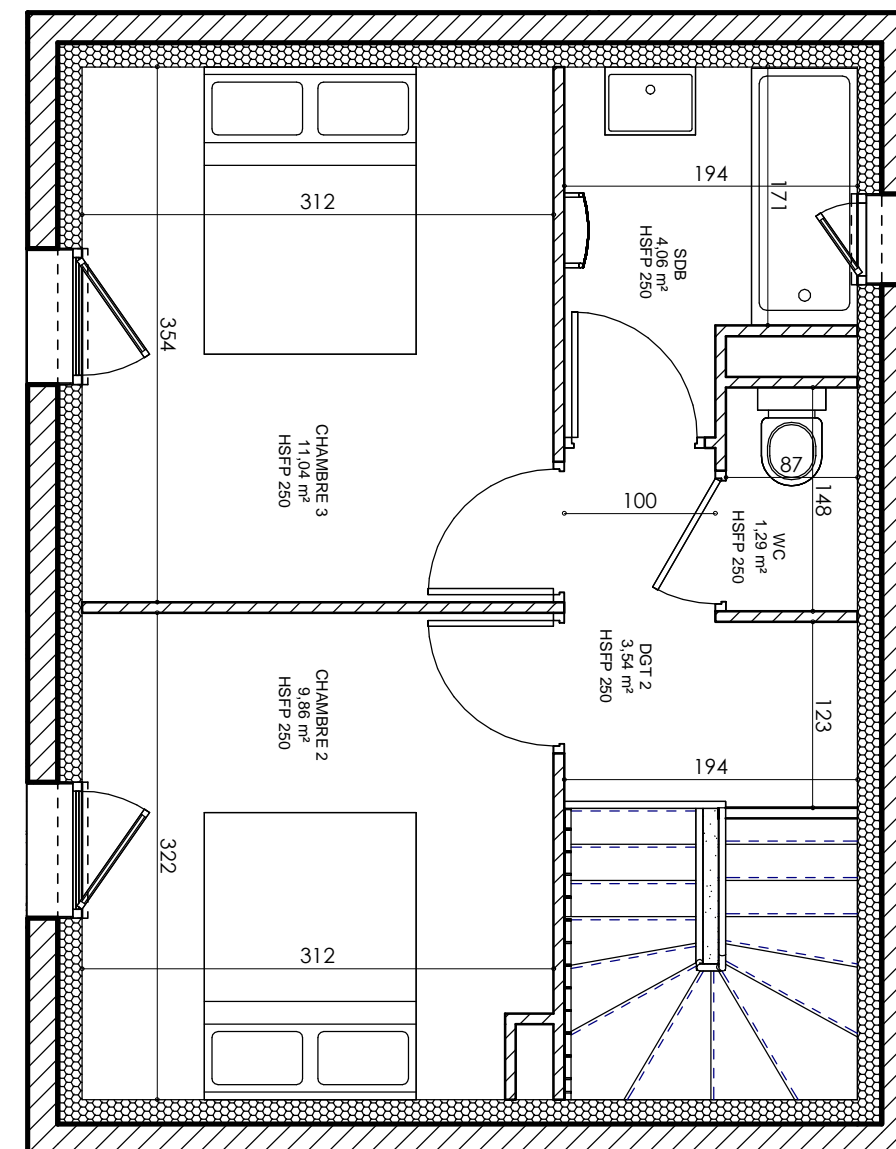 194
171
312
SDB
4,06 m²
HSFP 250
354
CHAMBRE 3
11,04 m²
HSFP 250
87
148
100
WC
1,29 m²
HSFP 250
DGT 2
3,54 m²
HSFP 250
CHAMBRE 2
9,86 m²
HSFP 250
123
194
322
312